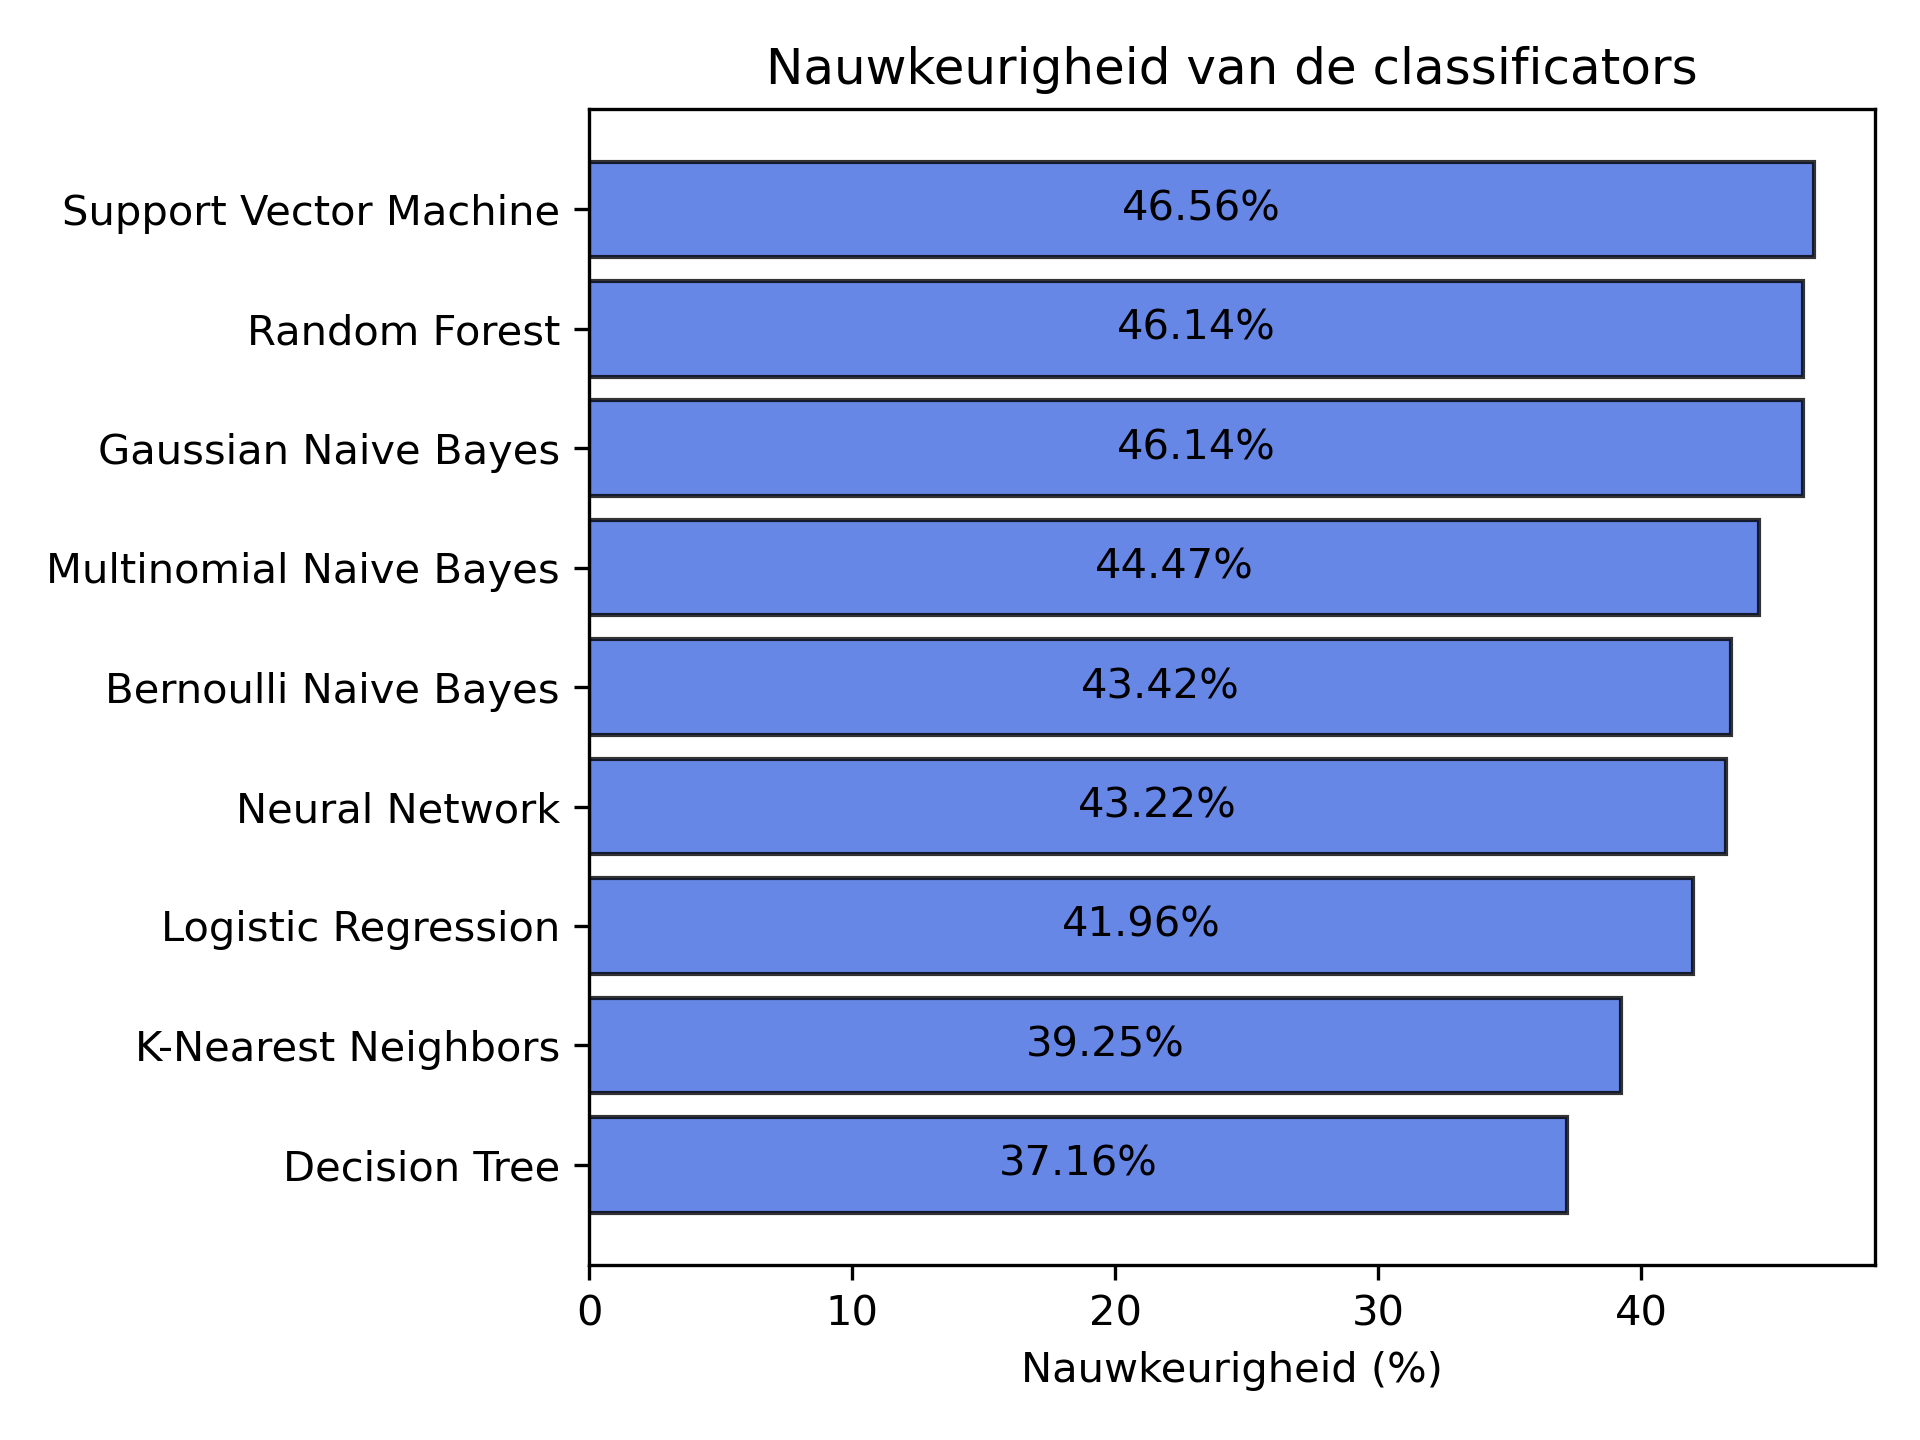 Nauwkeurigheid van de classificators
Support Vector Machine 46.56%
Random Forest 46.14%
Gaussian Naive Bayes 46.14%
Multinomial Naive Bayes 44.47%
Bernoulli Naive Bayes 43.42%
Neural Network 43.22%
Logistic Regression 41.96%
K-Nearest Neighbors 39.25%
Decision Tree 37.16%
0 10 20 30 40
Nauwkeurigheid (%)